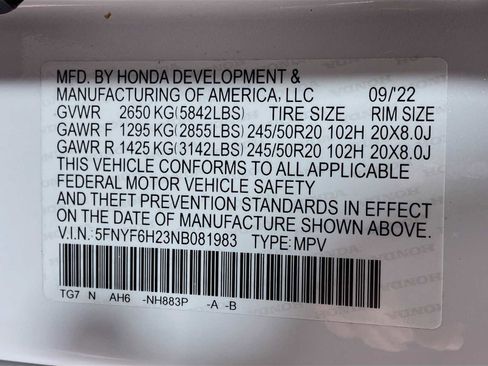 MFD. BY HONDA DEVELOPMENT &
MANUFACTURING OF AMERICA, LLC 09/'22
GVWR 2650 KG(5842LBS) TIRE SIZE RIM SIZE
GAWR F 1295 KG(2855LBS) 245/50R20 102H 20X8.0J
GAWR R 1425 KG(3142LBS) 245/50R20 102H 20X8.0J
THIS VEHICLE CONFORMS TO ALL APPLICABLE
FEDERAL MOTOR VEHICLE SAFETY
AND THEFT PREVENTION STANDARDS IN EFFECT
ON THE DATE OF MANUFACTURE SHOWN ABOVE.
V.I.N.: 5FNYF6H23NB081983 TYPE: MPV
TG7 N AH6 -NH883P -A -B